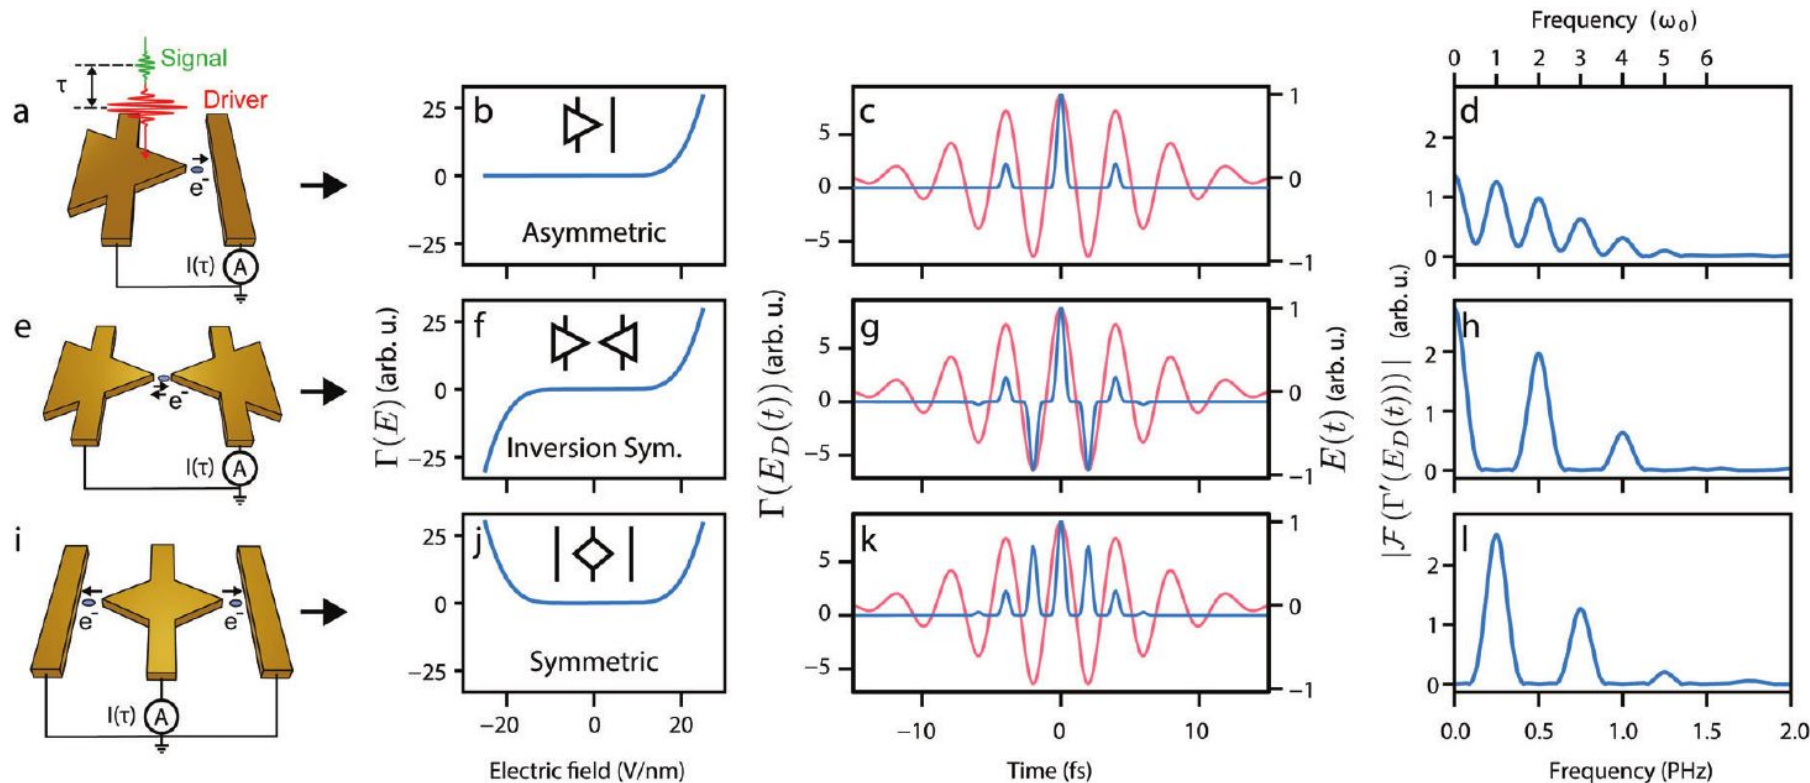 Frequency (ω₀)
0 1 2 3 4 5 6
Signal
τ
Driver
a
e⁻
I(τ)
A
b
25
0
−25
Asymmetric
c
5
0
−5
1
0
−1
d
2
1
0
e
e⁻
I(τ)
A
f
25
0
−25
Inversion Sym.
g
5
0
−5
1
0
−1
h
2
1
0
i
e⁻
e⁻
I(τ)
A
j
25
0
−25
Symmetric
−20 0 20
Electric field (V/nm)
Γ(E) (arb. u.)
k
5
0
−5
1
0
−1
−10 0 10
Time (fs)
Γ(E_D(t)) (arb. u.)
E(t) (arb. u.)
l
2
1
0
0.0 0.5 1.0 1.5 2.0
Frequency (PHz)
|ℱ(Γ′(E_D(t)))| (arb. u.)